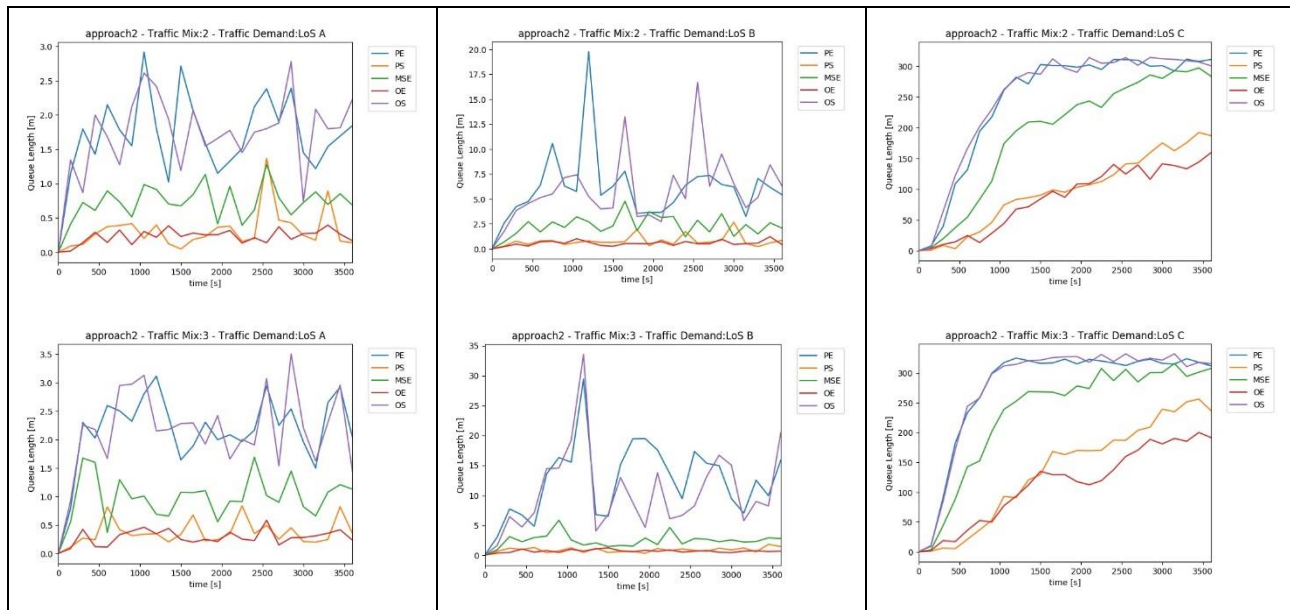 approach2 - Traffic Mix:2 - Traffic Demand:LoS A
3.0
2.5
2.0
1.5
1.0
0.5
0.0
Queue Length [m]
0 500 1000 1500 2000 2500 3000 3500
time [s]
PE
PS
MSE
OE
OS
approach2 - Traffic Mix:2 - Traffic Demand:LoS B
20.0
17.5
15.0
12.5
10.0
7.5
5.0
2.5
0.0
Queue Length [m]
0 500 1000 1500 2000 2500 3000 3500
time [s]
PE
PS
MSE
OE
OS
approach2 - Traffic Mix:2 - Traffic Demand:LoS C
300
250
200
150
100
50
0
Queue Length [m]
0 500 1000 1500 2000 2500 3000 3500
time [s]
PE
PS
MSE
OE
OS
approach2 - Traffic Mix:3 - Traffic Demand:LoS A
3.5
3.0
2.5
2.0
1.5
1.0
0.5
0.0
Queue Length [m]
0 500 1000 1500 2000 2500 3000 3500
time [s]
PE
PS
MSE
OE
OS
approach2 - Traffic Mix:3 - Traffic Demand:LoS B
35
30
25
20
15
10
5
0
Queue Length [m]
0 500 1000 1500 2000 2500 3000 3500
time [s]
PE
PS
MSE
OE
OS
approach2 - Traffic Mix:3 - Traffic Demand:LoS C
300
250
200
150
100
50
0
Queue Length [m]
0 500 1000 1500 2000 2500 3000 3500
time [s]
PE
PS
MSE
OE
OS